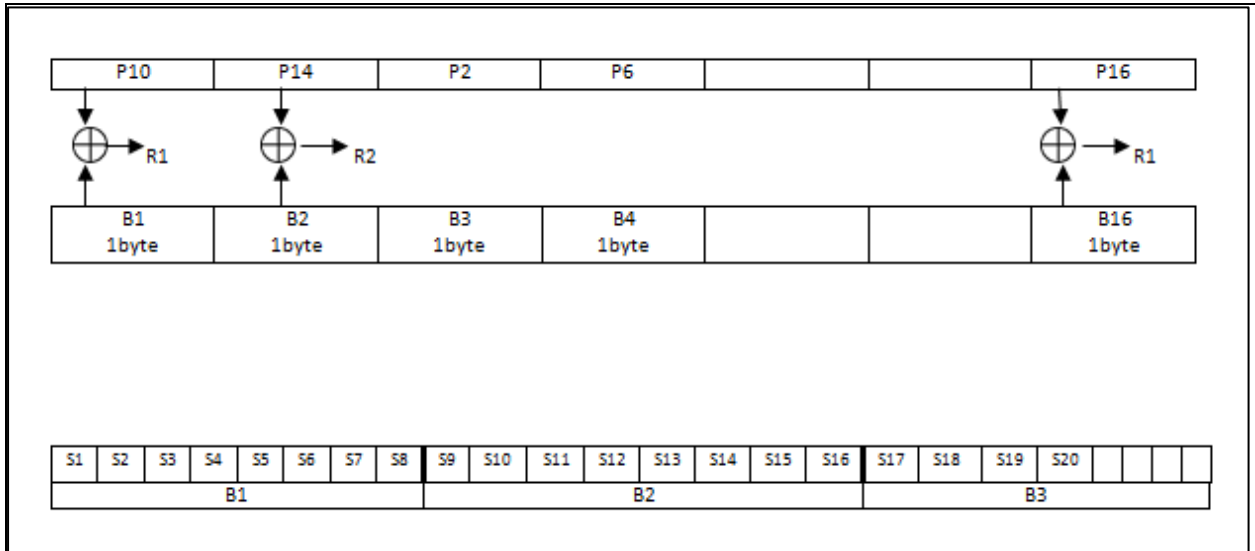 P10 P14 P2 P6 P16
R1 R2 R1
B1 B2 B3 B4 B16
1byte 1byte 1byte 1byte 1byte
S1 S2 S3 S4 S5 S6 S7 S8 S9 S10 S11 S12 S13 S14 S15 S16 S17 S18 S19 S20
B1 B2 B3